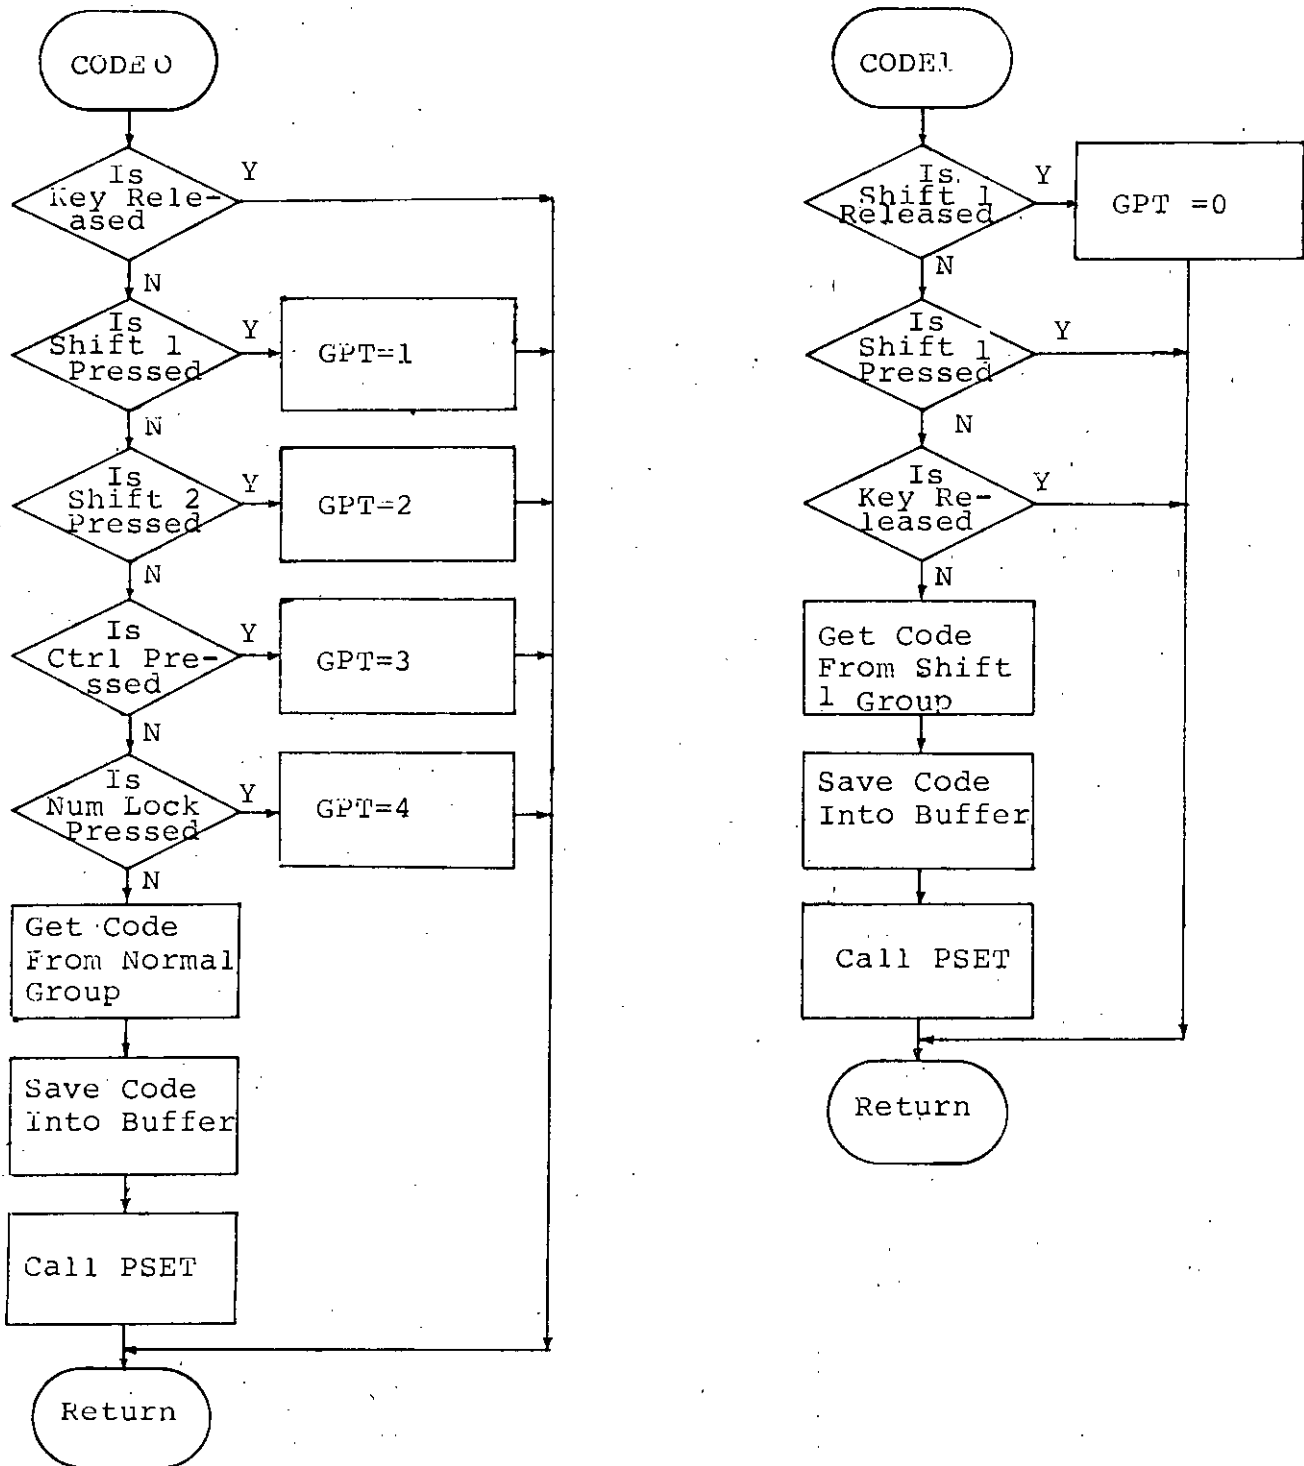 CODE 0
Is
Key Rele-
ased
Y
N
Is
Shift 1
Pressed
Y
GPT=1
N
Is
Shift 2
Pressed
Y
GPT=2
N
Is
Ctrl Pre-
ssed
Y
GPT=3
N
Is
Num Lock
Pressed
Y
GPT=4
N
Get Code
From Normal
Group
Save Code
Into Buffer
Call PSET
Return
CODE1
Is
Shift 1
Released
Y
GPT =0
N
Is
Shift 1
Pressed
Y
N
Is
Key Re-
leased
Y
N
Get Code
From Shift
1 Group
Save Code
Into Buffer
Call PSET
Return